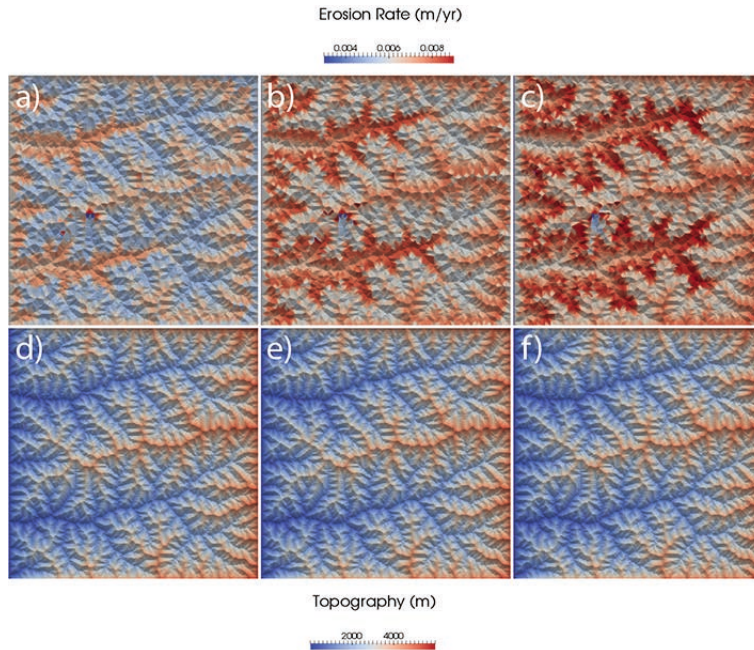 Erosion Rate (m/yr)
0.004 0.006 0.008
a) b) c)
d) e) f)
Topography (m)
2000 4000